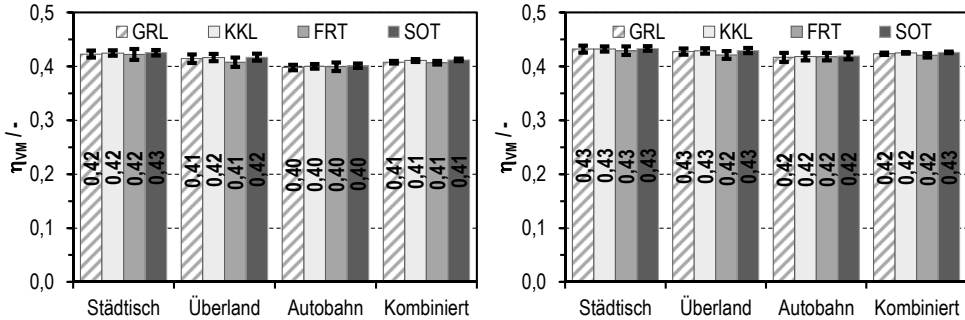 GRL KKL FRT SOT
0,5
0,4
0,3
0,2
0,1
0,0
ηVM / -
0,42 0,42 0,42 0,43
0,41 0,42 0,41 0,42
0,40 0,40 0,40 0,40
0,41 0,41 0,41 0,41
Städtisch Überland Autobahn Kombiniert
GRL KKL FRT SOT
0,5
0,4
0,3
0,2
0,1
0,0
ηVM / -
0,43 0,43 0,43 0,43
0,43 0,43 0,42 0,43
0,42 0,42 0,42 0,42
0,42 0,42 0,42 0,43
Städtisch Überland Autobahn Kombiniert